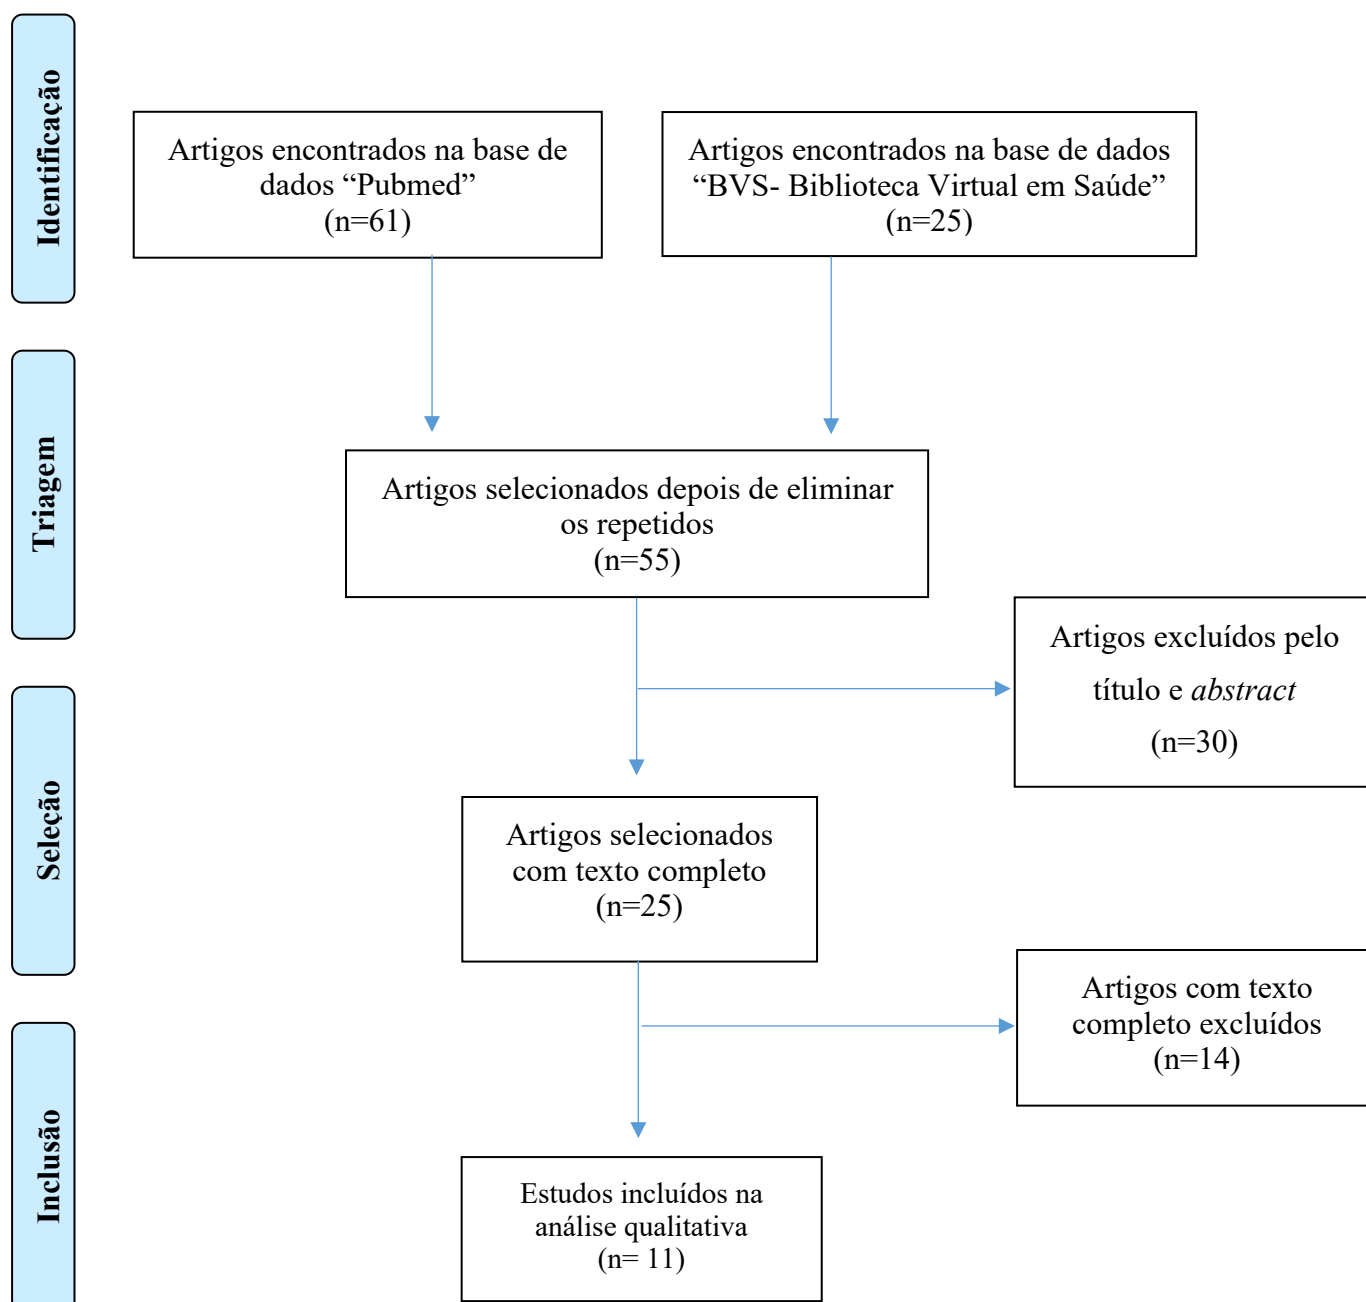 Identificação
Artigos encontrados na base de
dados “Pubmed”
(n=61)
Artigos encontrados na base de dados
“BVS- Biblioteca Virtual em Saúde”
(n=25)
Triagem
Artigos selecionados depois de eliminar
os repetidos
(n=55)
Artigos excluídos pelo
título e abstract
(n=30)
Seleção
Artigos selecionados
com texto completo
(n=25)
Artigos com texto
completo excluídos
(n=14)
Inclusão
Estudos incluídos na
análise qualitativa
(n= 11)